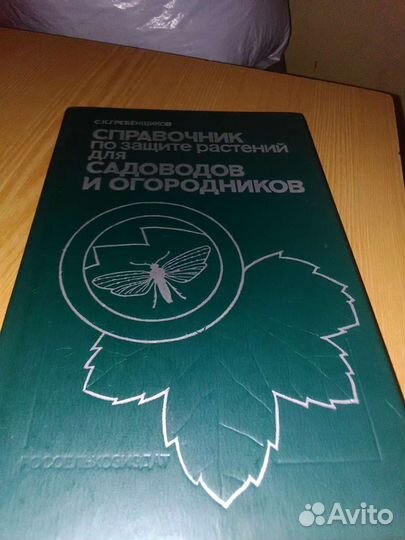 С.К.ГРЕБЕНЩИКОВ
СПРАВОЧНИК
ПО защите растений
для
САДОВОДОВ
И ОГОРОДНИКОВ
РОССЕЛЬХОЗИЗДАТ
Avito